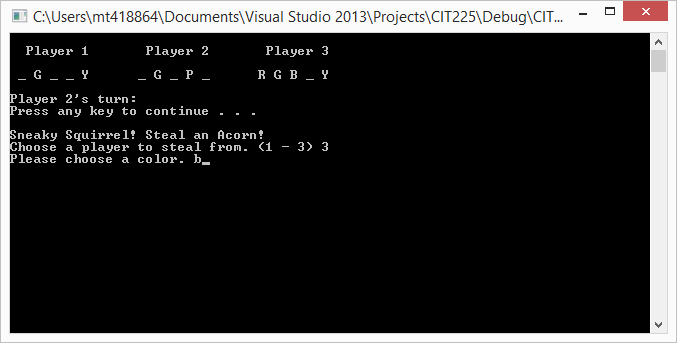 C:\Users\mt418864\Documents\Visual Studio 2013\Projects\CIT225\Debug\CIT...
Player 1 Player 2 Player 3
_ G _ _ Y _ G _ P _ R G B _ Y
Player 2's turn:
Press any key to continue . . .
Sneaky Squirrel! Steal an Acorn!
Choose a player to steal from. (1 - 3) 3
Please choose a color. b_